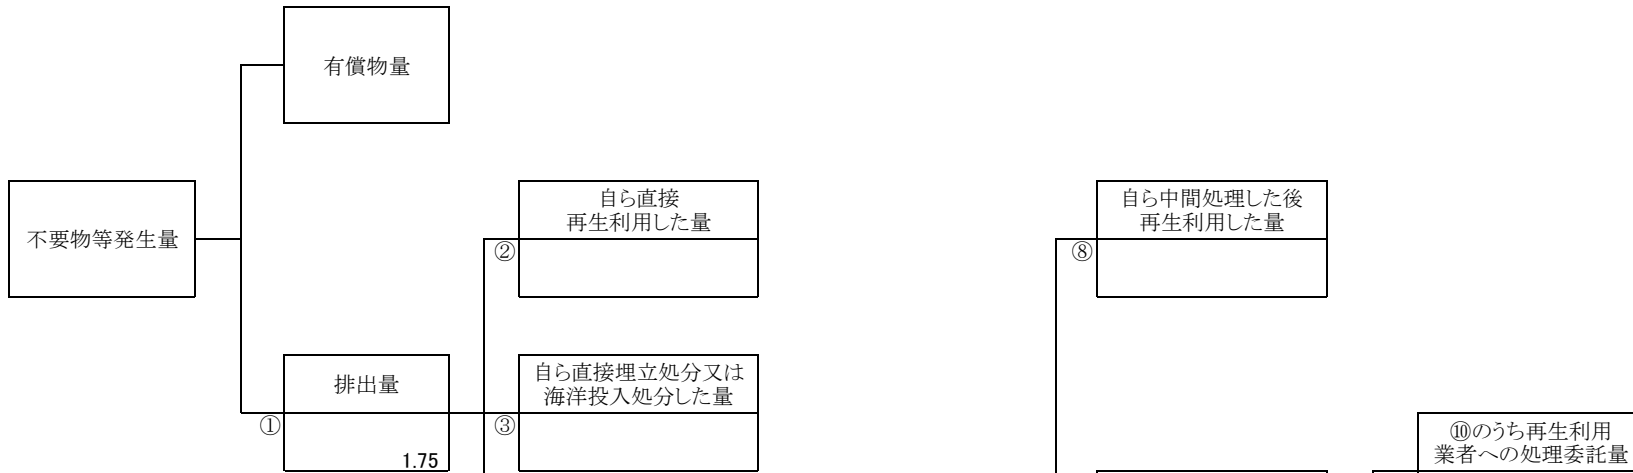 有償物量
不要物等発生量
自ら直接
再生利用した量
②
自ら中間処理した後
再生利用した量
⑧
排出量
①
1.75
自ら直接埋立処分又は
海洋投入処分した量
③
⑩のうち再生利用
業者への処理委託量